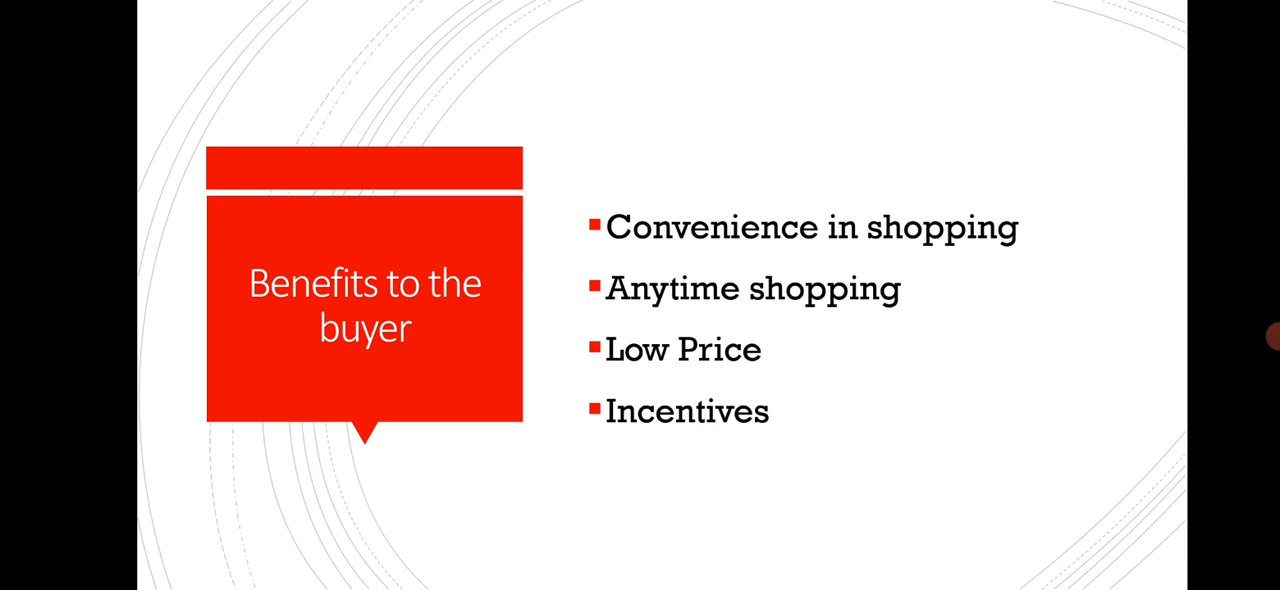 Benefits to the
buyer
Convenience in shopping
Anytime shopping
Low Price
Incentives